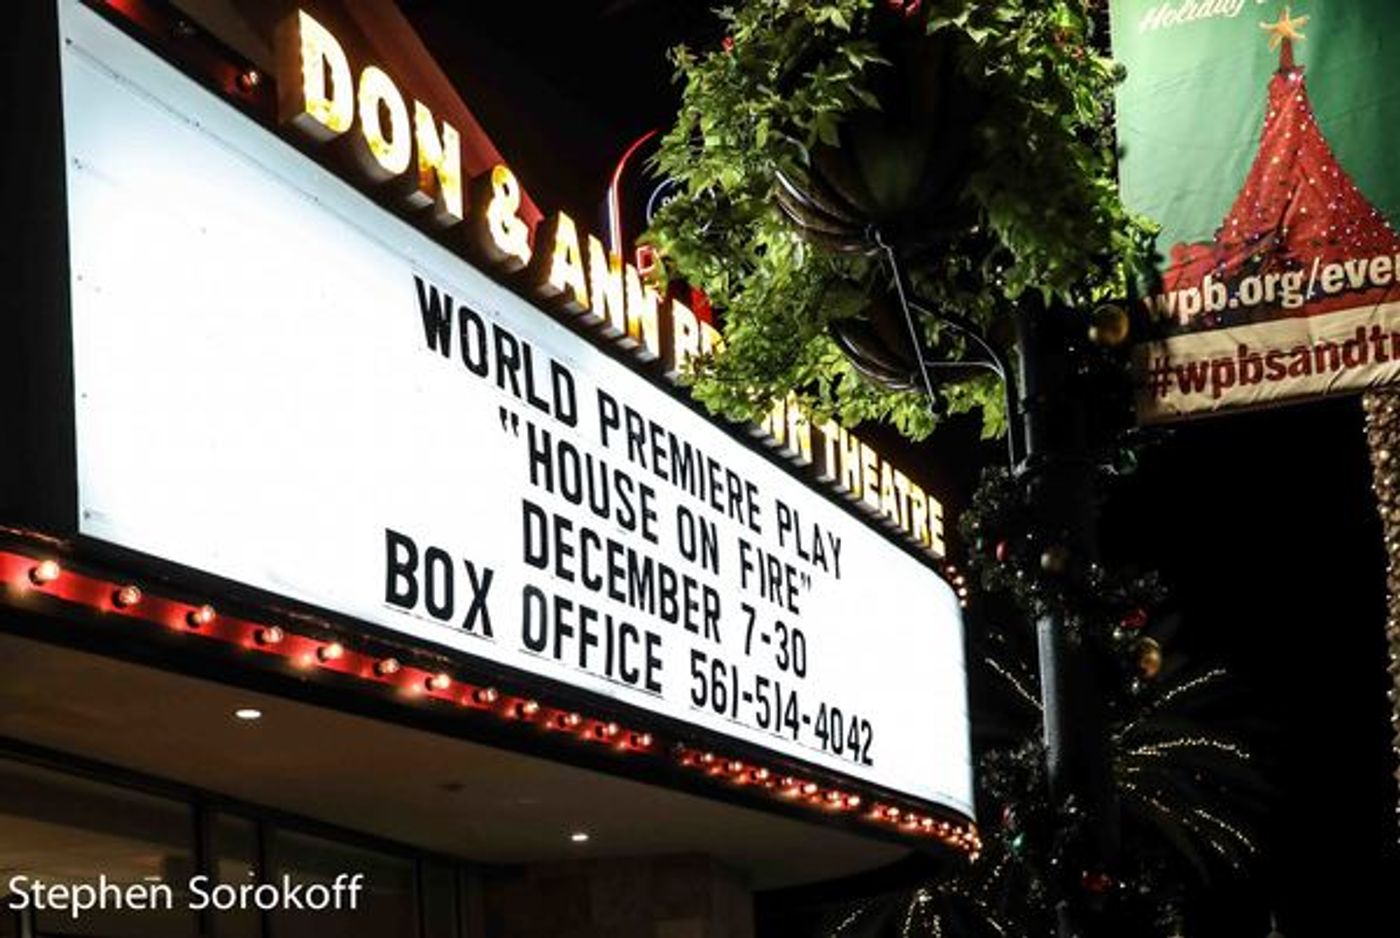 DON & ANN
THEATRE
WORLD PREMIERE PLAY
"HOUSE ON FIRE"
DECEMBER 7-30
BOX OFFICE 561-514-4042
Holiday
wpb.org/eve
#wpbsandt
Stephen Sorokoff